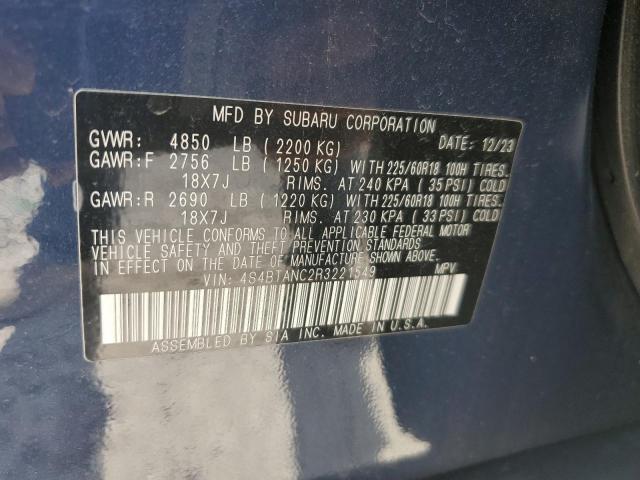 MFD BY SUBARU CORPORATION
GVWR: 4850 LB (2200 KG) DATE: 12/23
GAWR:F 2756 LB (1250 KG) WITH 225/60R18 100H TIRES.
18X7J RIMS. AT 240 KPA (35 PSI) COLD
GAWR:R 2690 LB (1220 KG) WITH 225/60R18 100H TIRES.
18X7J RIMS. AT 230 KPA (33 PSI) COLD
THIS VEHICLE CONFORMS TO ALL APPLICABLE FEDERAL MOTOR
VEHICLE SAFETY AND THEFT PREVENTION STANDARDS
IN EFFECT ON THE DATE OF MANUFACTURE SHOWN ABOVE.
VIN: 4S4BTANC2R3221549 MPV
ASSEMBLED BY SIA INC. MADE IN U.S.A.